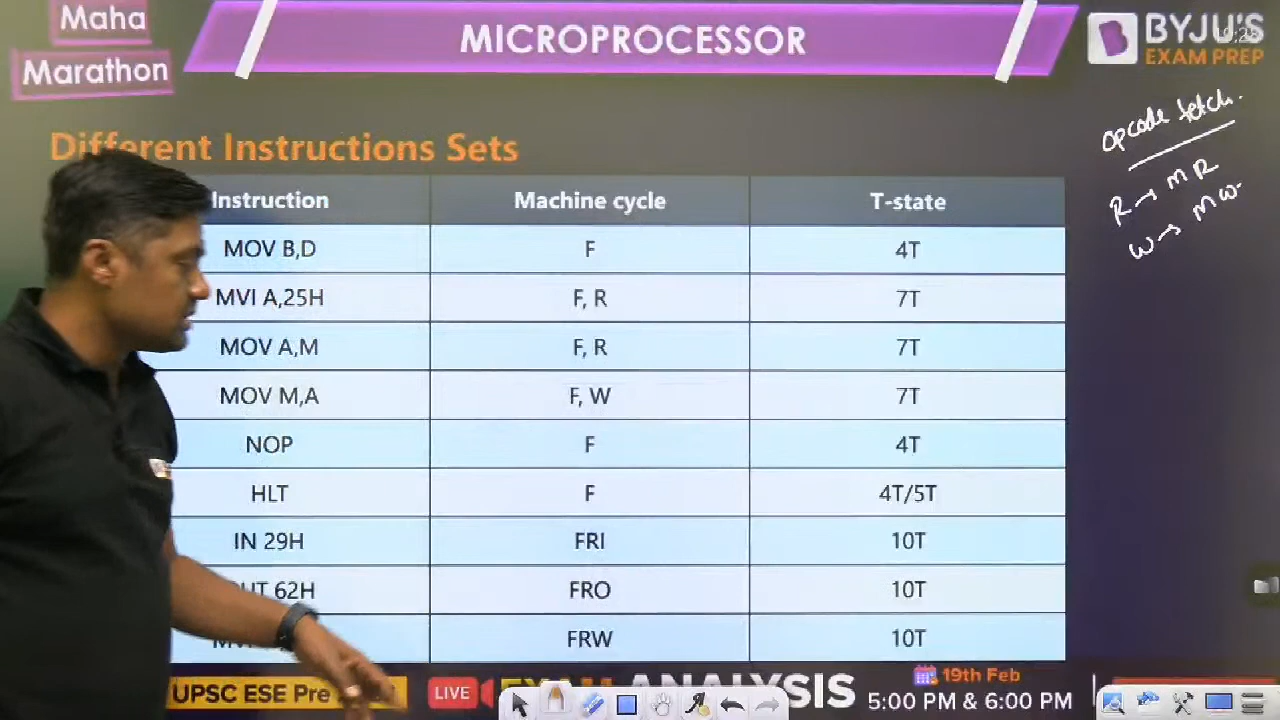 Maha
Marathon
MICROPROCESSOR
BYJU'S
EXAM PREP
opcode fetch.
R → MR
W → MW
Different Instructions Sets
Instruction Machine cycle T-state
MOV B,D F 4T
MVI A,25H F, R 7T
MOV A,M F, R 7T
MOV M,A F, W 7T
NOP F 4T
HLT F 4T/5T
IN 29H FRI 10T
62H FRO 10T
FRW 10T
UPSC ESE Pre
LIVE
ANALYSIS
19th Feb
5:00 PM & 6:00 PM